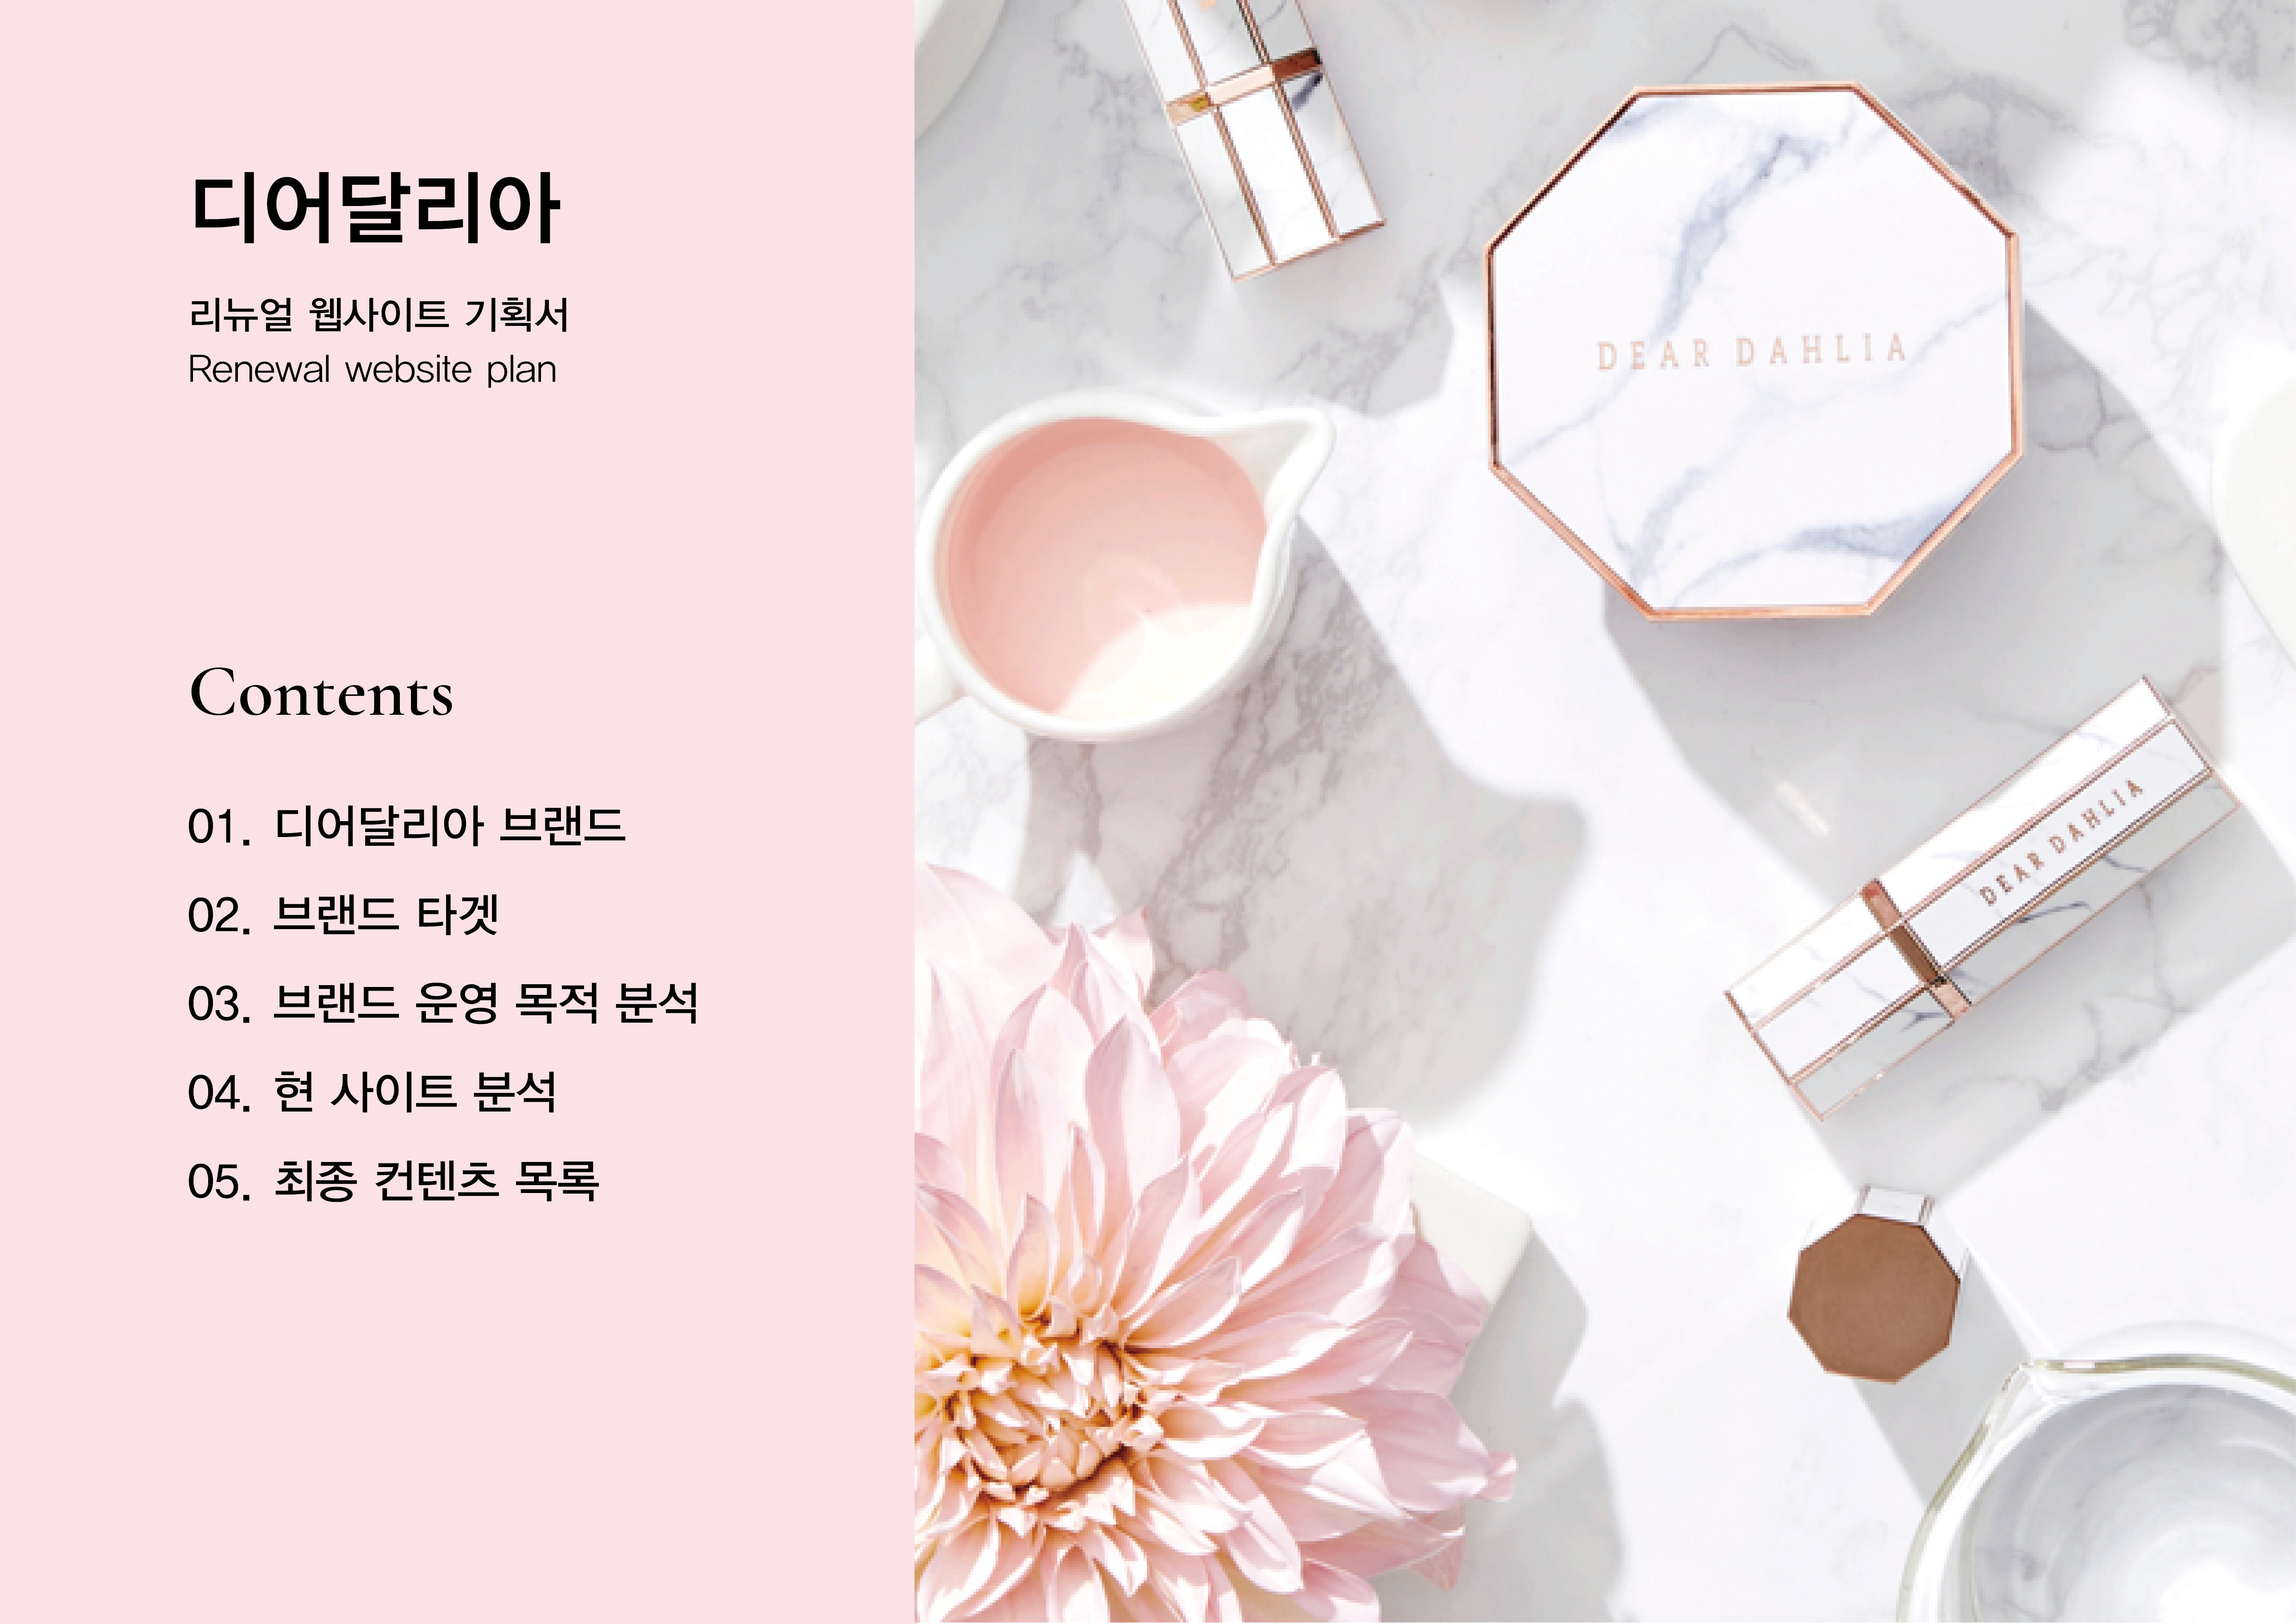 디어달리아
리뉴얼 웹사이트 기획서
Renewal website plan
Contents
01. 디어달리아 브랜드
02. 브랜드 타겟
03. 브랜드 운영 목적 분석
04. 현 사이트 분석
05. 최종 컨텐츠 목록
DEAR DAHLIA
DEAR DAHLIA